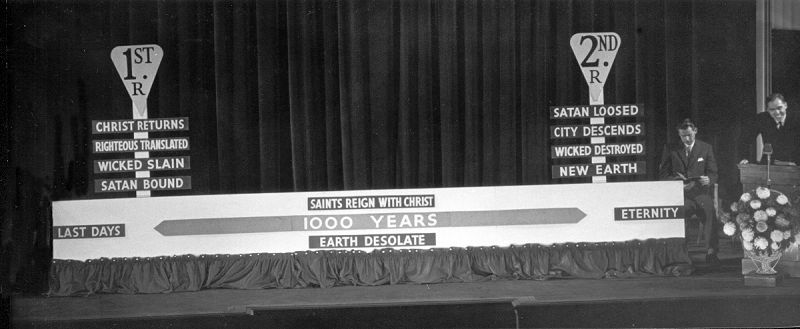 1ST.
R
CHRIST RETURNS
RIGHTEOUS TRANSLATED
WICKED SLAIN
SATAN BOUND
2ND.
R
SATAN LOOSED
CITY DESCENDS
WICKED DESTROYED
NEW EARTH
LAST DAYS
SAINTS REIGN WITH CHRIST
1000 YEARS
EARTH DESOLATE
ETERNITY